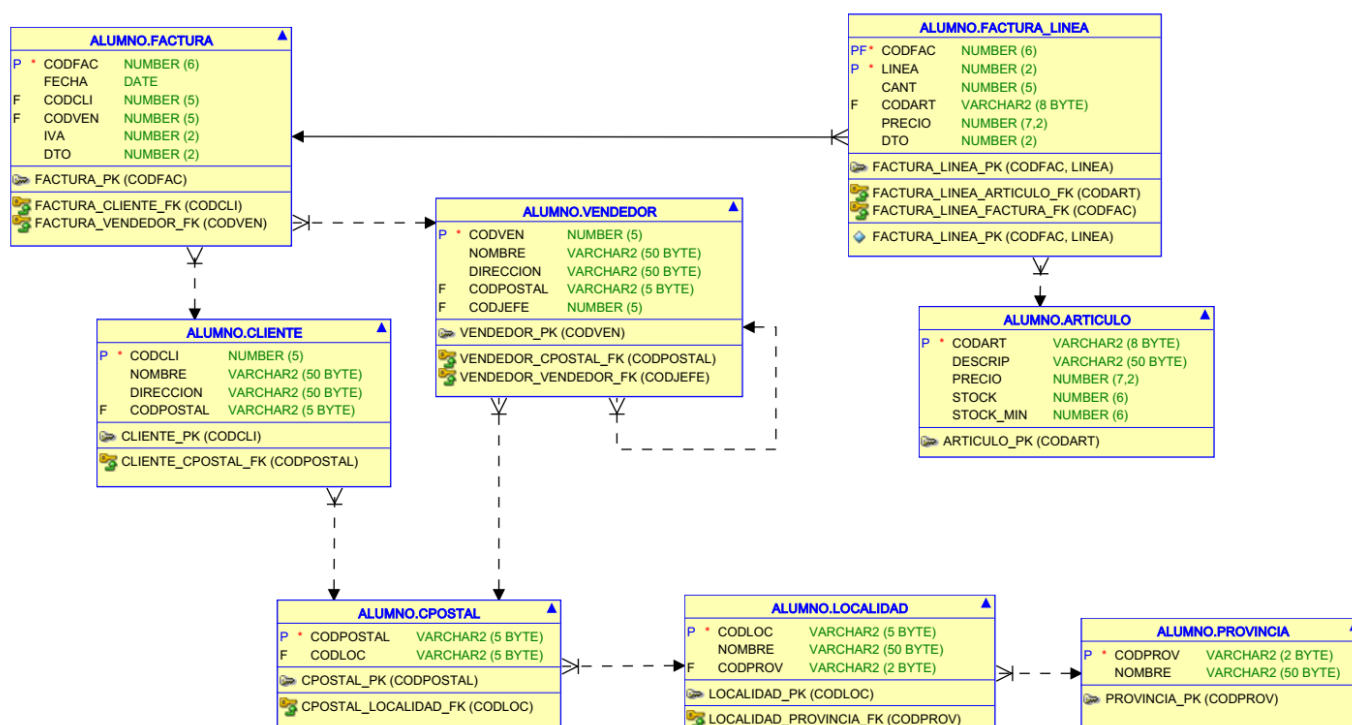 ALUMNO.FACTURA
P * CODFAC NUMBER (6)
FECHA DATE
F CODCLI NUMBER (5)
F CODVEN NUMBER (5)
IVA NUMBER (2)
DTO NUMBER (2)
FACTURA_PK (CODFAC)
FACTURA_CLIENTE_FK (CODCLI)
FACTURA_VENDEDOR_FK (CODVEN)
ALUMNO.FACTURA_LINEA
PF* CODFAC NUMBER (6)
P * LINEA NUMBER (2)
CANT NUMBER (5)
F CODART VARCHAR2 (8 BYTE)
PRECIO NUMBER (7,2)
DTO NUMBER (2)
FACTURA_LINEA_PK (CODFAC, LINEA)
FACTURA_LINEA_ARTICULO_FK (CODART)
FACTURA_LINEA_FACTURA_FK (CODFAC)
FACTURA_LINEA_PK (CODFAC, LINEA)
ALUMNO.VENDEDOR
P * CODVEN NUMBER (5)
NOMBRE VARCHAR2 (50 BYTE)
DIRECCION VARCHAR2 (50 BYTE)
F CODPOSTAL VARCHAR2 (5 BYTE)
F CODJEFE NUMBER (5)
VENDEDOR_PK (CODVEN)
VENDEDOR_CPOSTAL_FK (CODPOSTAL)
VENDEDOR_VENDEDOR_FK (CODJEFE)
ALUMNO.CLIENTE
P * CODCLI NUMBER (5)
NOMBRE VARCHAR2 (50 BYTE)
DIRECCION VARCHAR2 (50 BYTE)
F CODPOSTAL VARCHAR2 (5 BYTE)
CLIENTE_PK (CODCLI)
CLIENTE_CPOSTAL_FK (CODPOSTAL)
ALUMNO.ARTICULO
P * CODART VARCHAR2 (8 BYTE)
DESCRIP VARCHAR2 (50 BYTE)
PRECIO NUMBER (7,2)
STOCK NUMBER (6)
STOCK_MIN NUMBER (6)
ARTICULO_PK (CODART)
ALUMNO.CPOSTAL
P * CODPOSTAL VARCHAR2 (5 BYTE)
F CODLOC VARCHAR2 (5 BYTE)
CPOSTAL_PK (CODPOSTAL)
CPOSTAL_LOCALIDAD_FK (CODLOC)
ALUMNO.LOCALIDAD
P * CODLOC VARCHAR2 (5 BYTE)
NOMBRE VARCHAR2 (50 BYTE)
F CODPROV VARCHAR2 (2 BYTE)
LOCALIDAD_PK (CODLOC)
LOCALIDAD_PROVINCIA_FK (CODPROV)
ALUMNO.PROVINCIA
P * CODPROV VARCHAR2 (2 BYTE)
NOMBRE VARCHAR2 (50 BYTE)
PROVINCIA_PK (CODPROV)